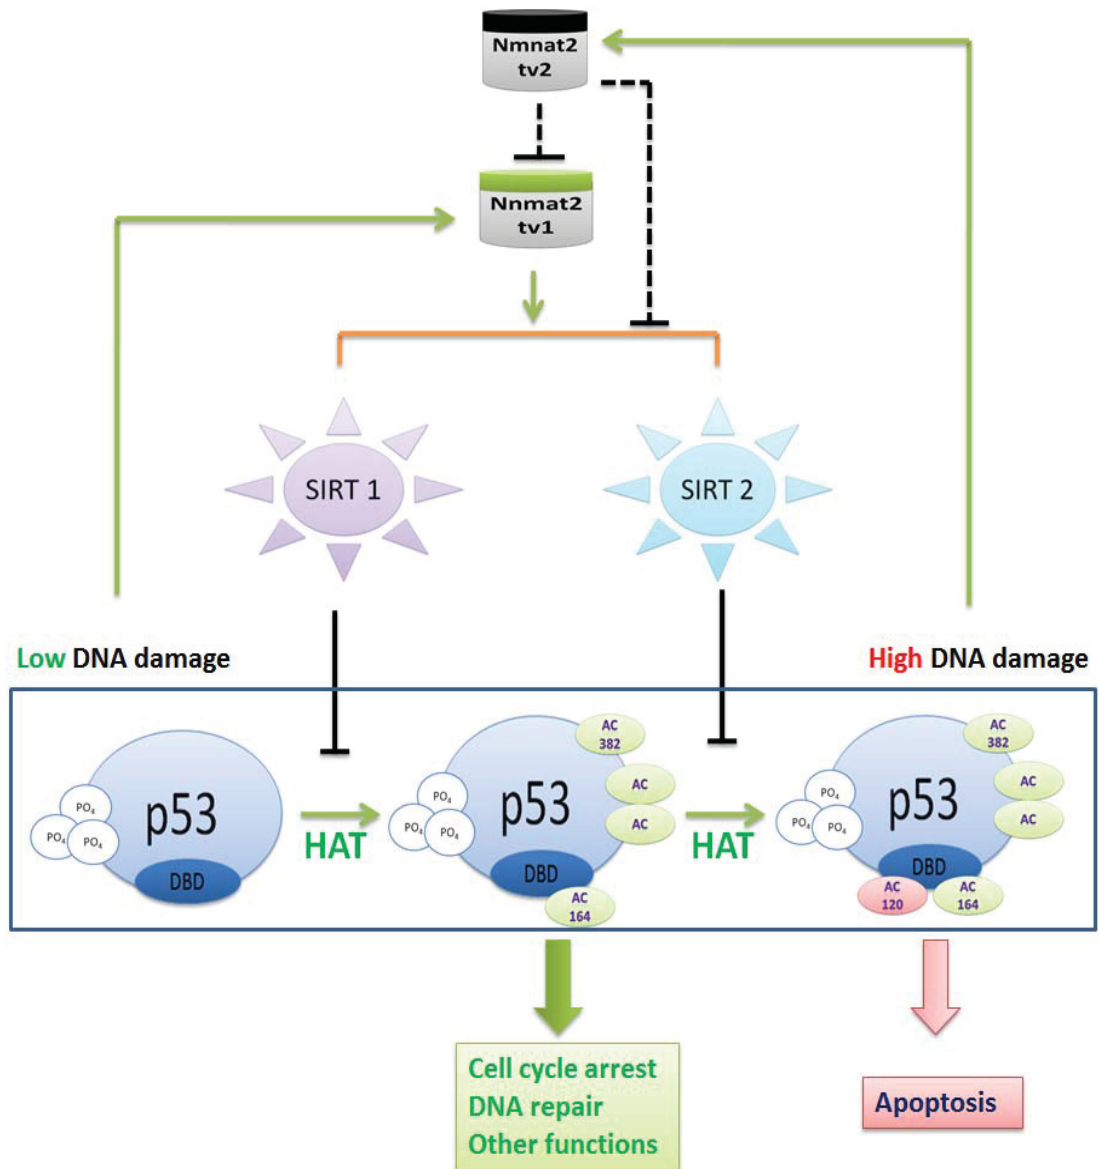 Nmnat2
tv2
Nnmat2
tv1
SIRT 1
SIRT 2
Low DNA damage
High DNA damage
p53
PO4
PO4
PO4
DBD
HAT
p53
PO4
PO4
PO4
DBD
AC
382
AC
AC
AC
164
HAT
p53
PO4
PO4
PO4
DBD
AC
382
AC
AC
AC
120
AC
164
Cell cycle arrest
DNA repair
Other functions
Apoptosis